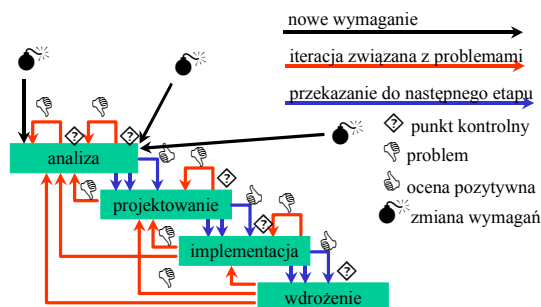 nowe wymaganie
iteracja związana z problemami
przekazanie do następnego etapu
? punkt kontrolny
problem
ocena pozytywna
zmiana wymagań
? ?
analiza
?
projektowanie
?
implementacja
?
wdrożenie